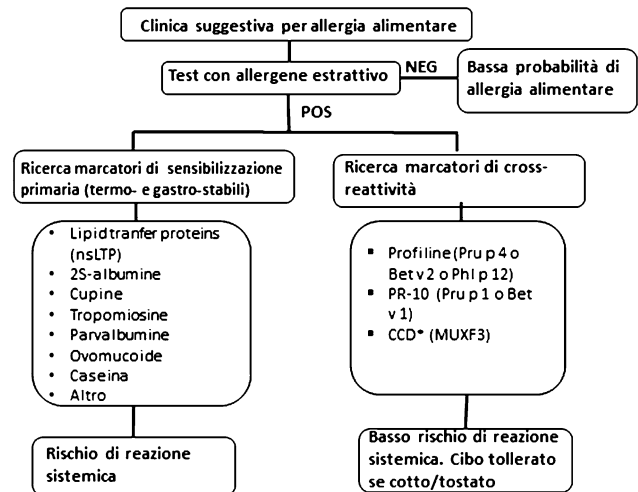 Clinica suggestiva per allergia alimentare
Test con allergene estrattivo
NEG
Bassa probabilità di
allergia alimentare
POS
Ricerca marcatori di sensibilizzazione
primaria (termo- e gastro-stabili)
Ricerca marcatori di cross-
reattività
• Lipid tranfer proteins
(nsLTP)
• 2S-albumine
• Cupine
• Tropomiosine
• Parvalbumine
• Ovomucoide
• Caseina
• Altro
▪ Profiline (Pru p 4 o
Bet v 2 o Phl p 12)
▪ PR-10 (Pru p 1 o Bet
v 1)
▪ CCD* (MUXF3)
Rischio di reazione
sistemica
Basso rischio di reazione
sistemica. Cibo tollerato
se cotto/tostato